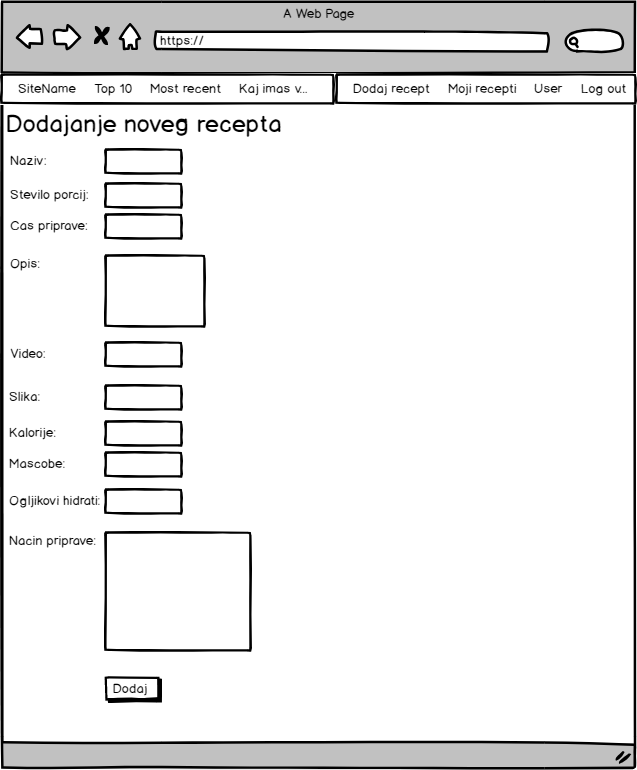 A Web Page
https://
SiteName Top 10 Most recent Kaj imas v... Dodaj recept Moji recepti User Log out
Dodajanje noveg recepta
Naziv:
Stevilo porcij:
Cas priprave:
Opis:
Video:
Slika:
Kalorije:
Mascobe:
Ogljikovi hidrati:
Nacin priprave:
Dodaj